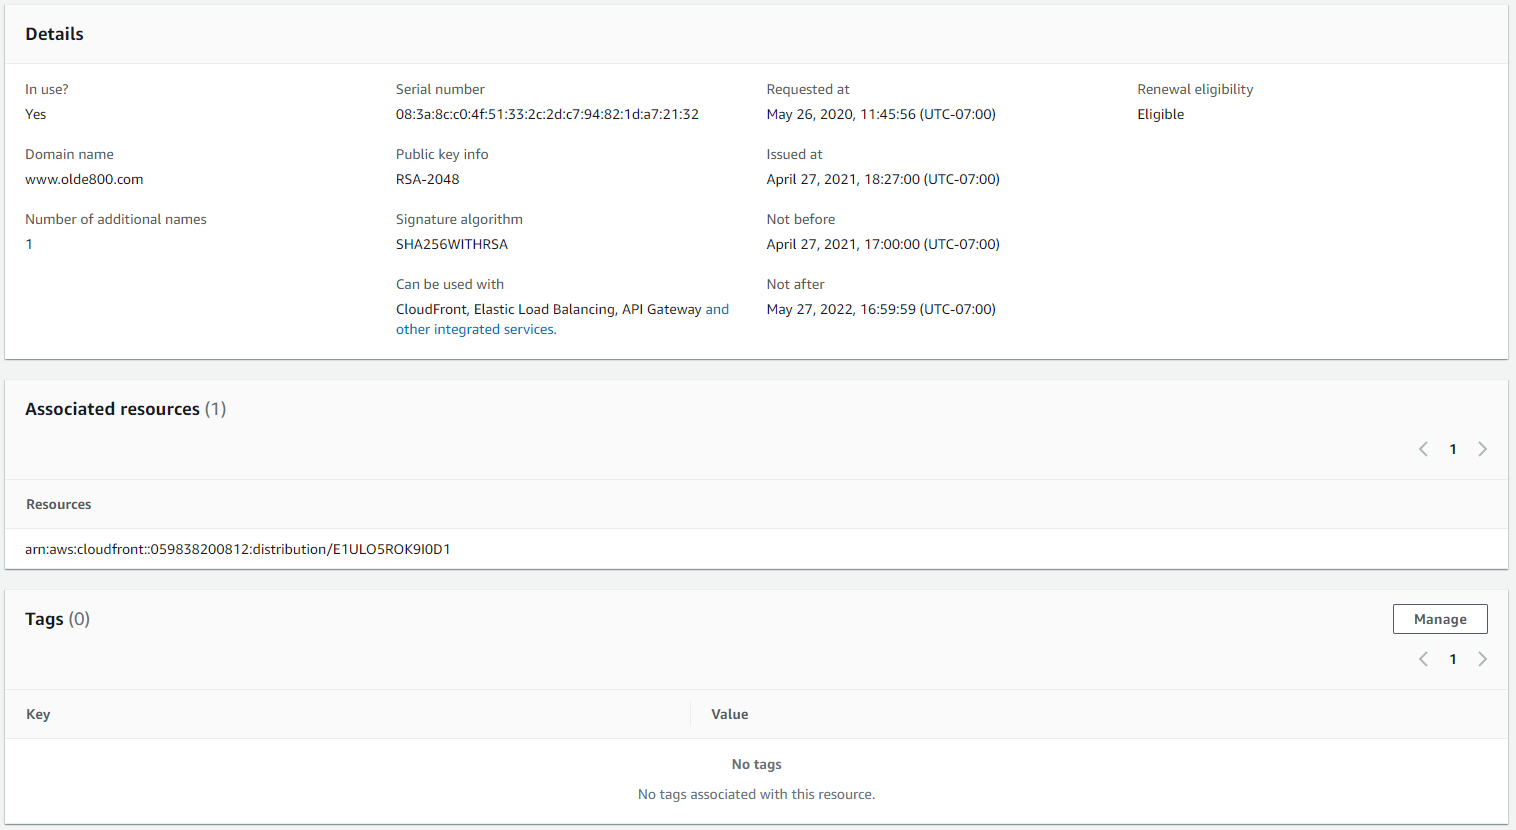 Details
In use?
Yes
Domain name
www.olde800.com
Number of additional names
1
Serial number
08:3a:8c:c0:4f:51:33:2c:2d:c7:94:82:1d:a7:21:32
Public key info
RSA-2048
Signature algorithm
SHA256WITHRSA
Can be used with
CloudFront, Elastic Load Balancing, API Gateway and
other integrated services.
Requested at
May 26, 2020, 11:45:56 (UTC-07:00)
Issued at
April 27, 2021, 18:27:00 (UTC-07:00)
Not before
April 27, 2021, 17:00:00 (UTC-07:00)
Not after
May 27, 2022, 16:59:59 (UTC-07:00)
Renewal eligibility
Eligible
Associated resources (1)
1
Resources
arn:aws:cloudfront::059838200812:distribution/E1ULO5ROK9I0D1
Tags (0)
Manage
1
Key
Value
No tags
No tags associated with this resource.